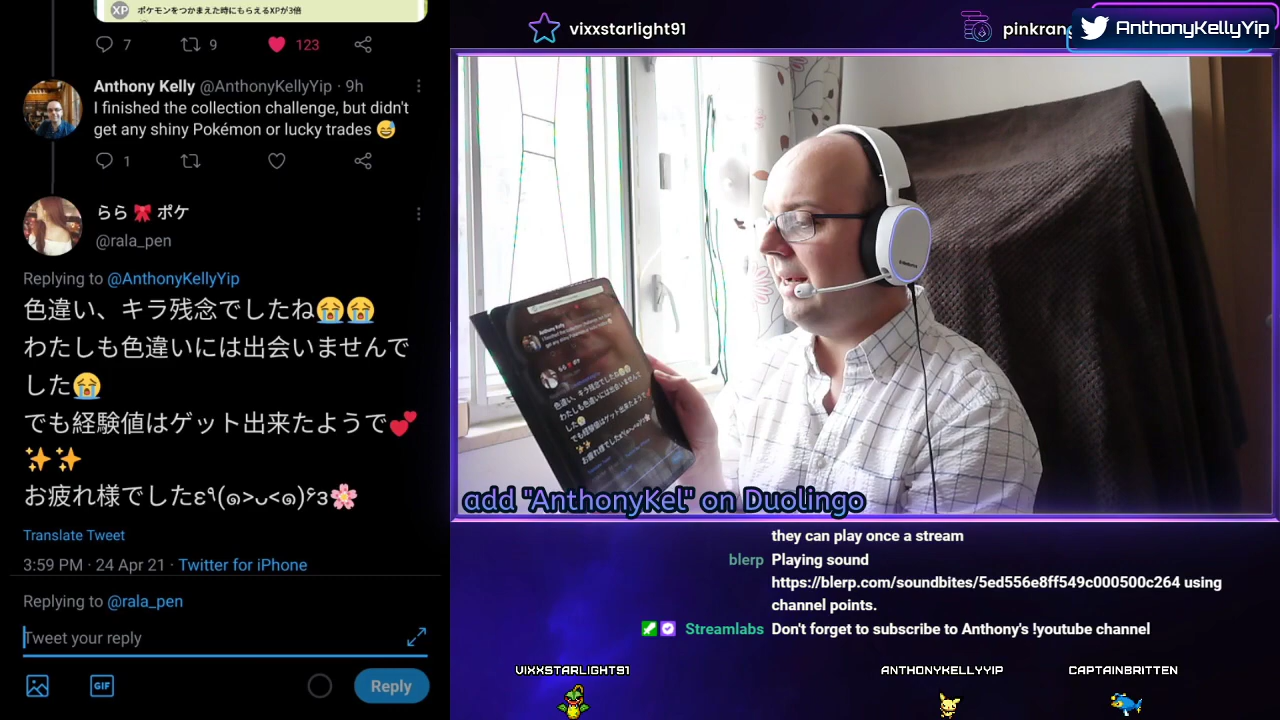 XP ポケモンをつかまえた時にもらえるXPが3倍
7 9 123
Anthony Kelly @AnthonyKellyYip · 9h
I finished the collection challenge, but didn't
get any shiny Pokémon or lucky trades 😅
1
らら🎀ポケ
@rala_pen
Replying to @AnthonyKellyYip
色違い、キラ残念でしたね😭😭
わたしも色違いには出会いませんで
した😭
でも経験値はゲット出来たようで💕
✨✨
お疲れ様でしたε٩(๑>ᴗ<๑)۶з🌸
Translate Tweet
3:59 PM · 24 Apr 21 · Twitter for iPhone
Replying to @rala_pen
Tweet your reply
GIF
Reply
vixxstarlight91
pinkran
AnthonyKellyYip
add "AnthonyKel" on Duolingo
they can play once a stream
blerp Playing sound
https://blerp.com/soundbites/5ed556e8ff549c000500c264 using
channel points.
Streamlabs Don't forget to subscribe to Anthony's !youtube channel
VIXXSTARLIGHT91
ANTHONYKELLYYIP
CAPTAINBRITTEN